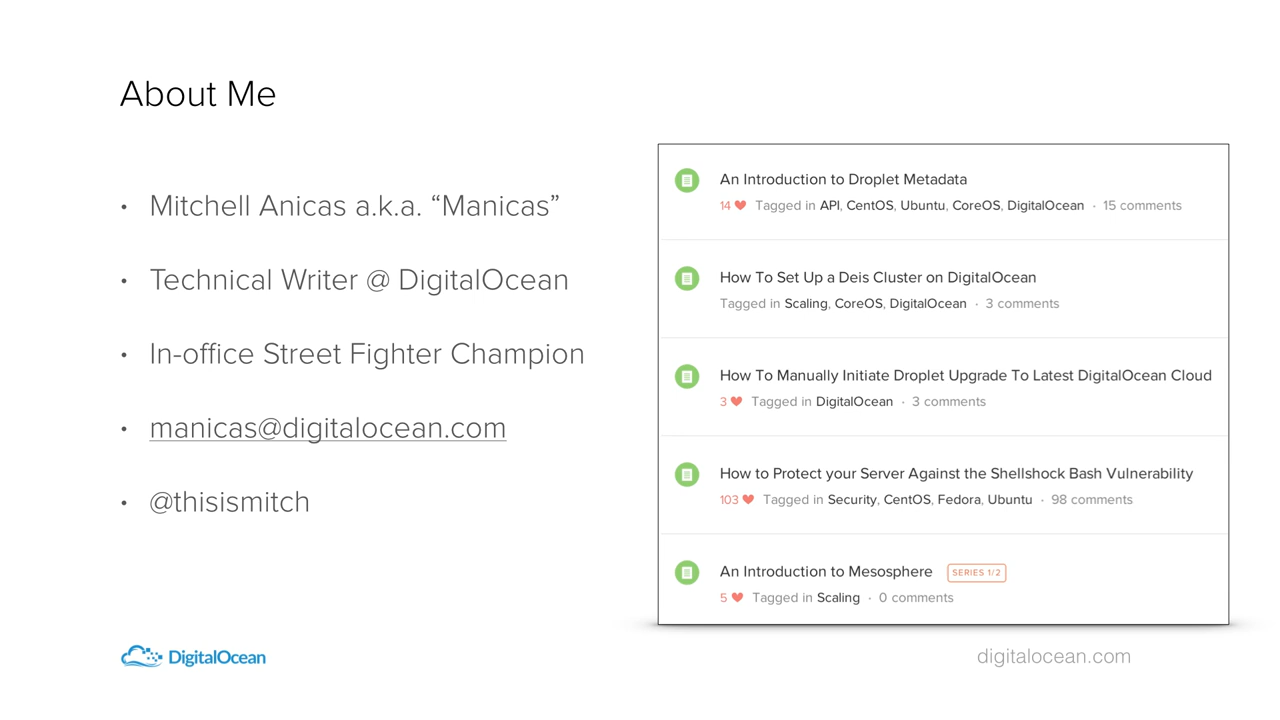 About Me
• Mitchell Anicas a.k.a. “Manicas”
• Technical Writer @ DigitalOcean
• In-office Street Fighter Champion
• manicas@digitalocean.com
• @thisismitch
An Introduction to Droplet Metadata
14 ♥ Tagged in API, CentOS, Ubuntu, CoreOS, DigitalOcean · 15 comments
How To Set Up a Deis Cluster on DigitalOcean
Tagged in Scaling, CoreOS, DigitalOcean · 3 comments
How To Manually Initiate Droplet Upgrade To Latest DigitalOcean Cloud
3 ♥ Tagged in DigitalOcean · 3 comments
How to Protect your Server Against the Shellshock Bash Vulnerability
103 ♥ Tagged in Security, CentOS, Fedora, Ubuntu · 98 comments
An Introduction to Mesosphere SERIES 1/2
5 ♥ Tagged in Scaling · 0 comments
DigitalOcean
digitalocean.com